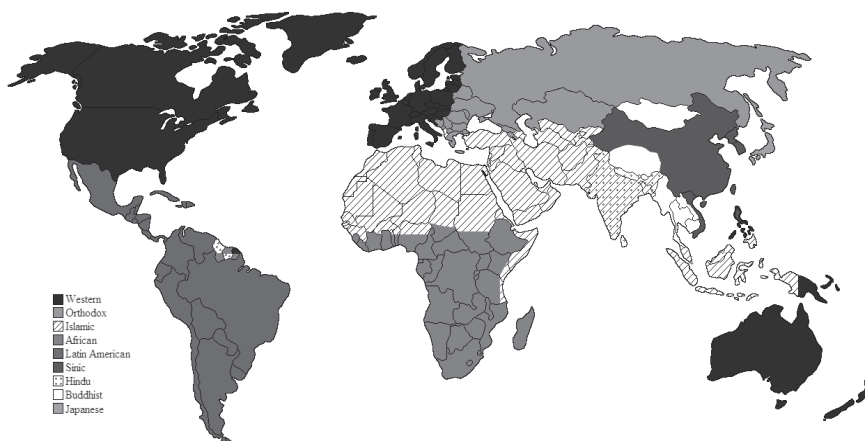 Western
Orthodox
Islamic
African
Latin American
Sinic
Hindu
Buddhist
Japanese